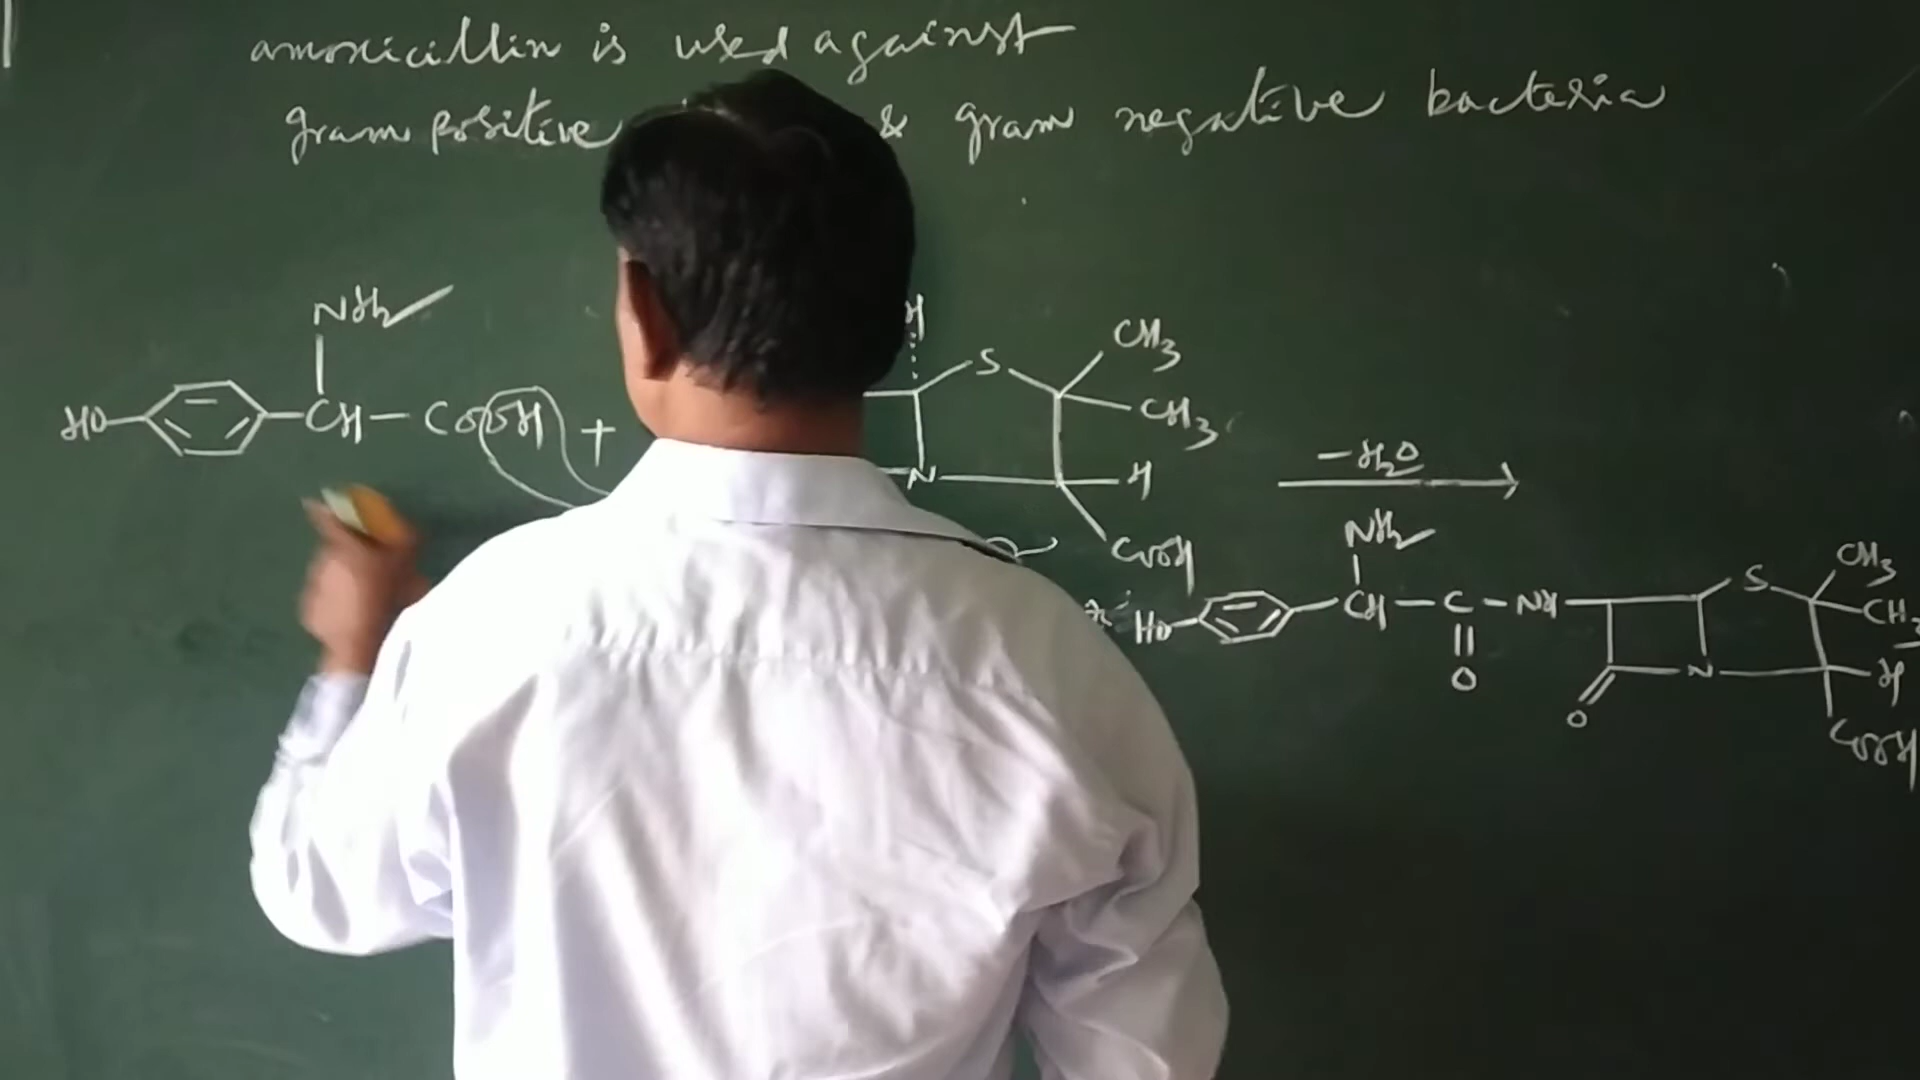 amoxicillin is used against
gram positive & gram negative bacteria
NH2
HO CH COOH +
H S CH3
CH3
N H
COOH
-H2O
NH2
HO CH C NH S CH3
CH3
O N H
O COOH